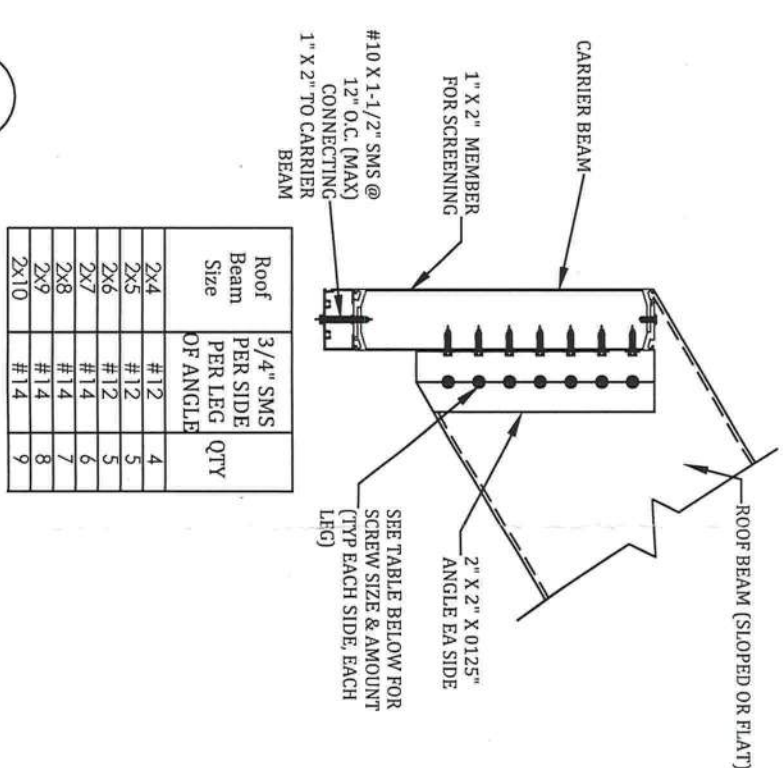 ROOF BEAM (SLOPED OR FLAT)
CARRIER BEAM
1" X 2" MEMBER
FOR SCREENING
#10 X 1-1/2" SMS @
12" O.C. (MAX)
CONNECTING
1" X 2" TO CARRIER
BEAM
2" X 2" X 0125"
ANGLE EA SIDE
SEE TABLE BELOW FOR
SCREW SIZE & AMOUNT
(TYP EACH SIDE, EACH
LEG)
Roof Beam Size | 3/4" SMS PER SIDE PER LEG OF ANGLE | QTY
2x4 #12 4
2x5 #12 5
2x6 #12 5
2x7 #14 6
2x8 #14 7
2x9 #14 8
2x10 #14 9